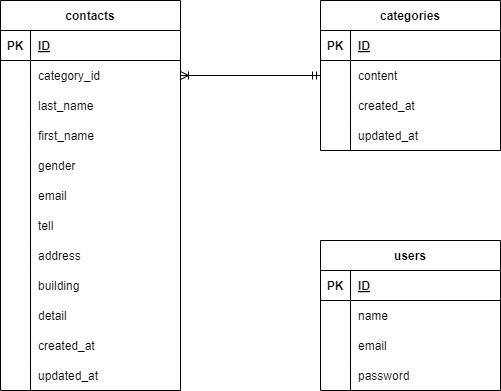 contacts
PK ID
category_id
last_name
first_name
gender
email
tell
address
building
detail
created_at
updated_at
categories
PK ID
content
created_at
updated_at
users
PK ID
name
email
password